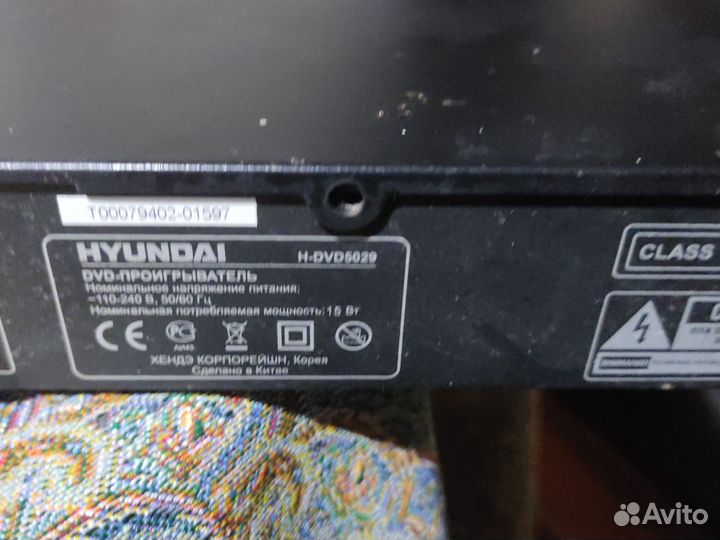 T00079402-01597
HYUNDAI H-DVD5029
DVD-ПРОИГРЫВАТЕЛЬ
Номинальное напряжение питания:
~110-240 В, 50/60 Гц
Номинальная потребляемая мощность: 15 Вт
ХЕНДЭ КОРПОРЕЙШН, Корея
Сделано в Китае
CLASS
Avito